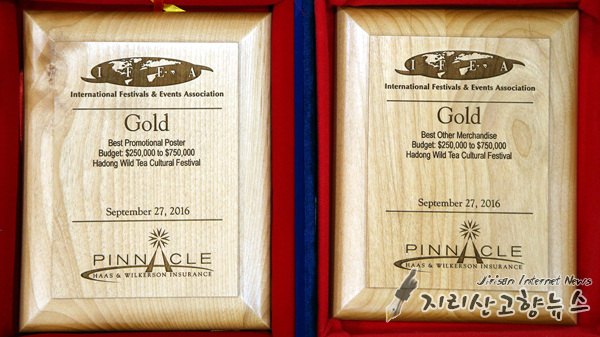 I F E A
International Festivals & Events Association
Gold
Best Promotional Poster
Budget: $250,000 to $750,000
Hadong Wild Tea Cultural Festival
September 27, 2016
PINNACLE
HAAS & WILKERSON INSURANCE
I F E A
International Festivals & Events Association
Gold
Best Other Merchandise
Budget: $250,000 to $750,000
Hadong Wild Tea Cultural Festival
September 27, 2016
PINNACLE
HAAS & WILKERSON INSURANCE
Jirisan Internet News
지리산고향뉴스